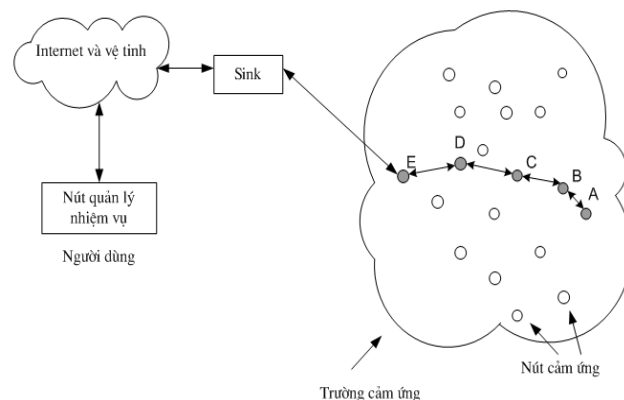 Internet và vệ tinh
Sink
E
D
C
B
A
Nút quản lý
nhiệm vụ
Người dùng
Trường cảm ứng
Nút cảm ứng